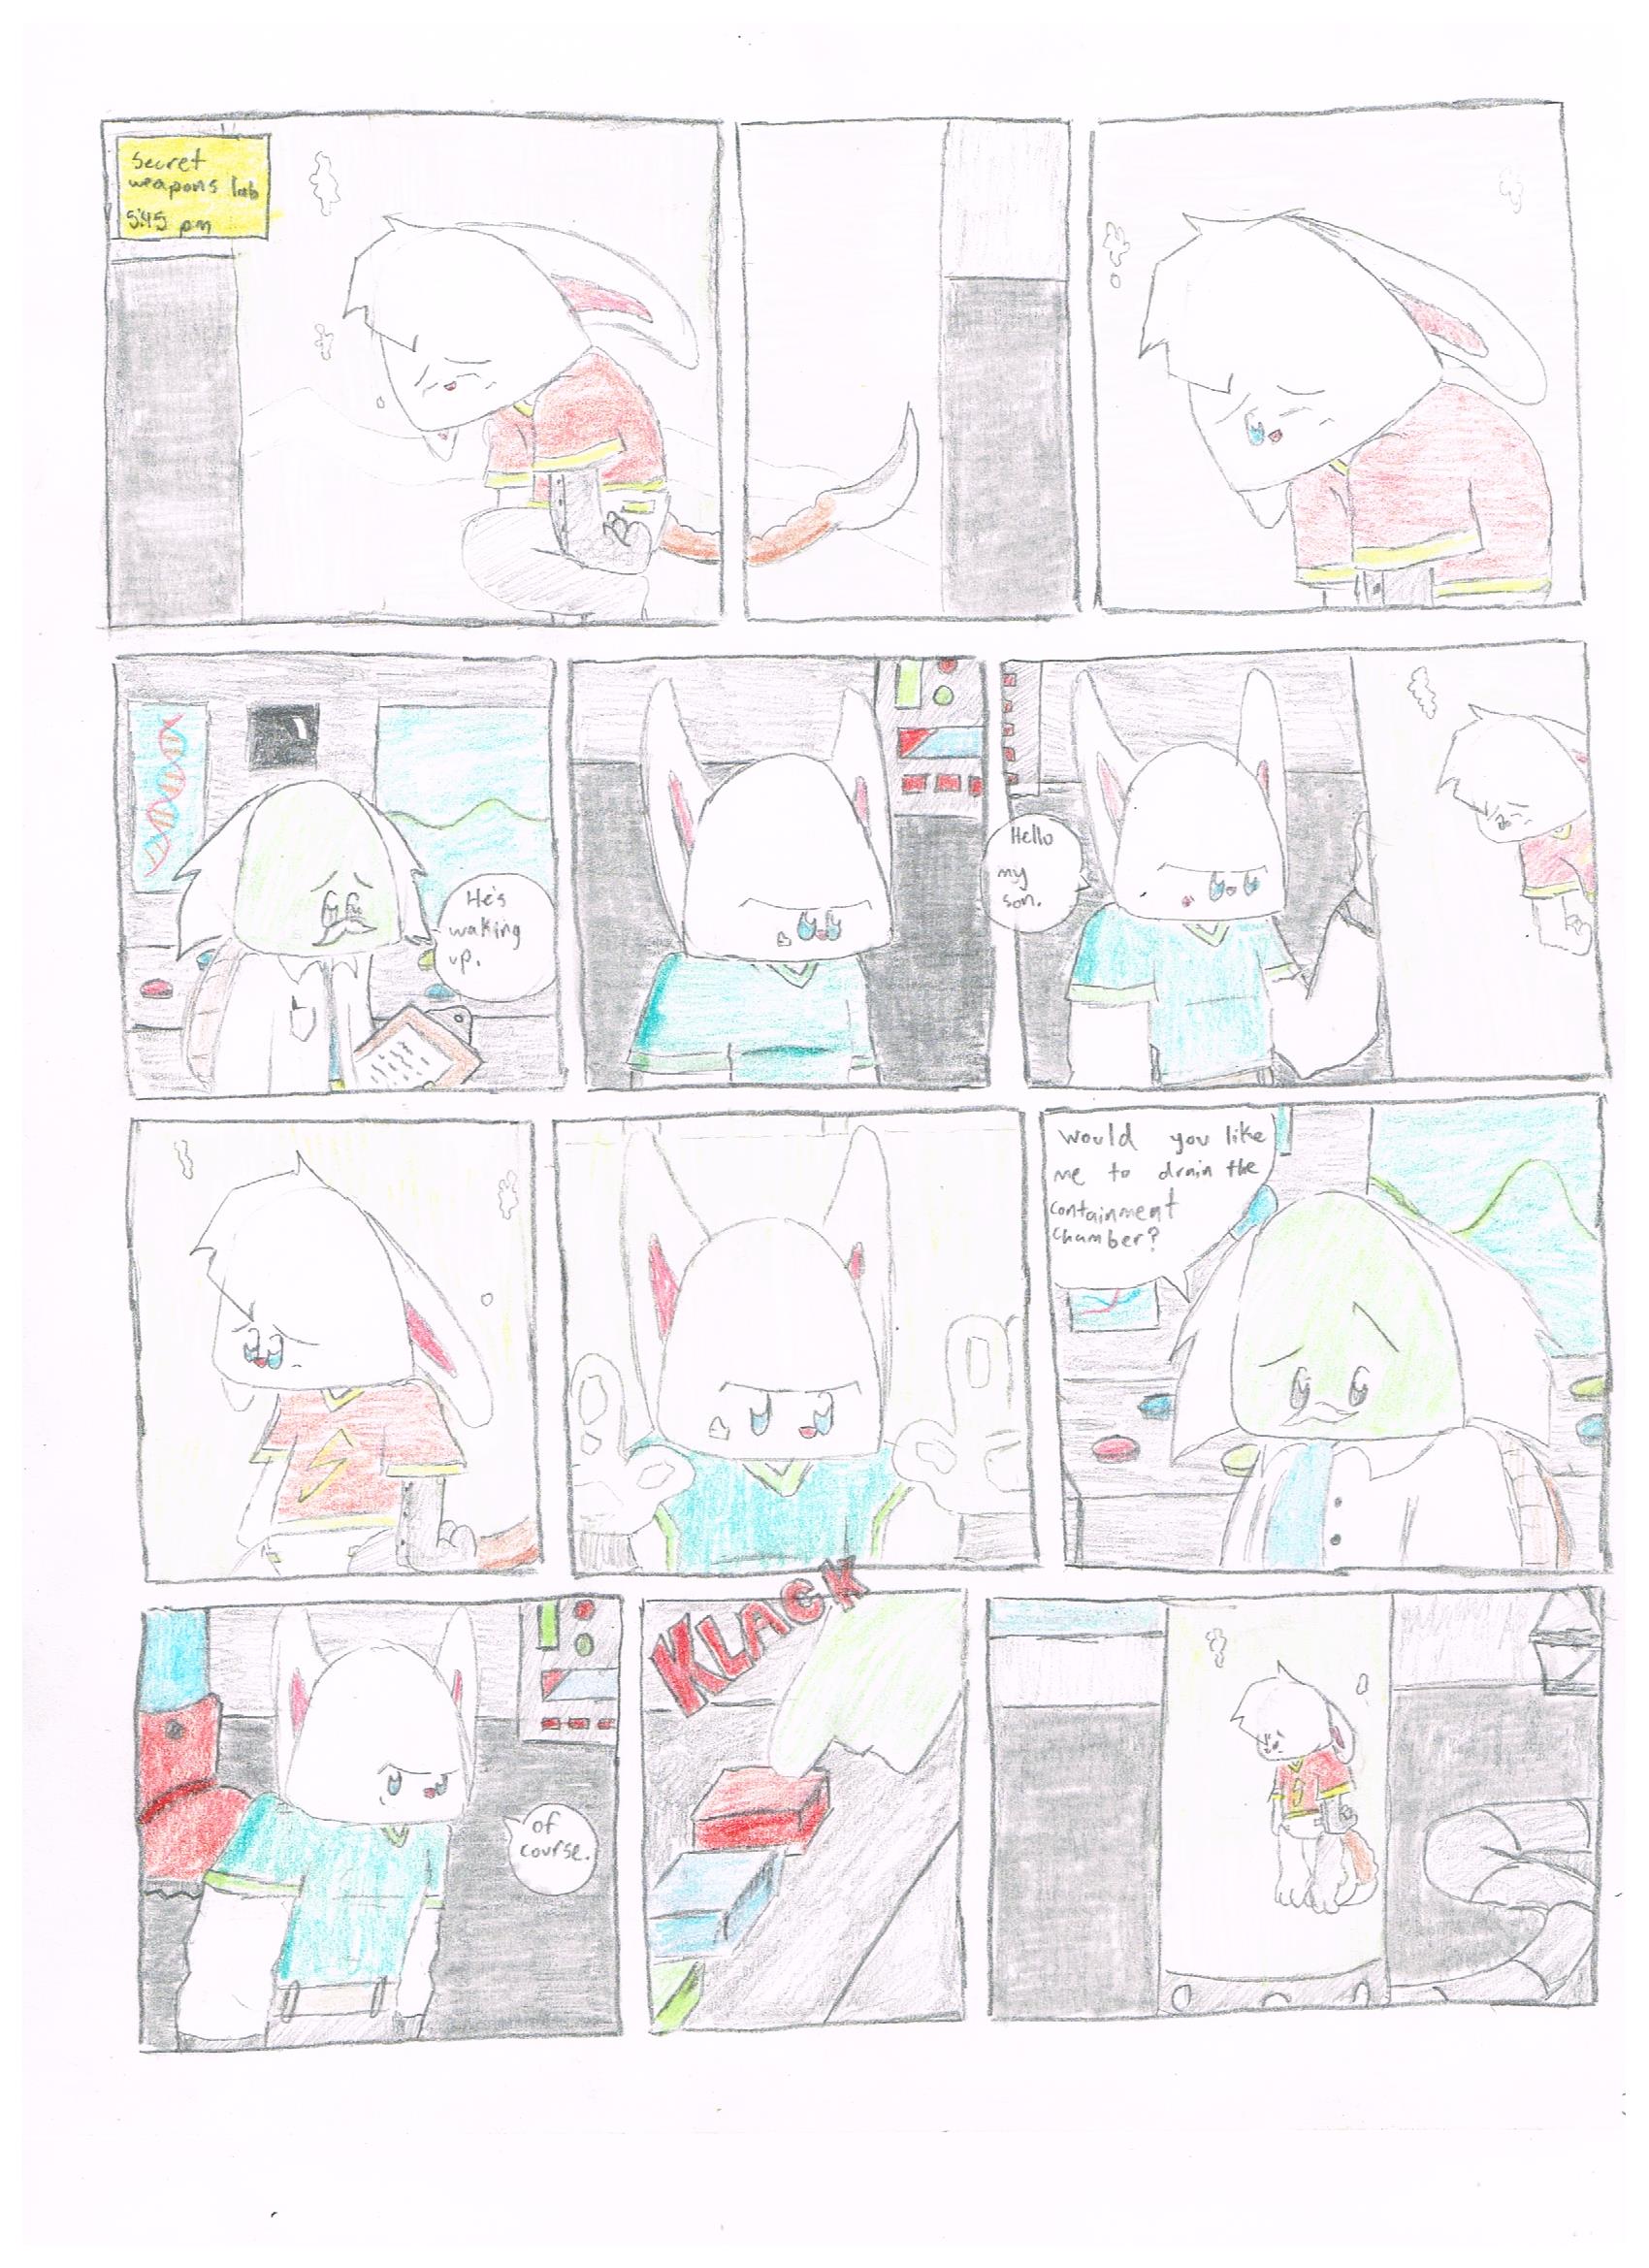 Secret
weapons lab
5:45 pm
He's
waking
up.
Hello
my
son.
Would you like
me to drain the
containment
chamber?
KLACK
of
course.